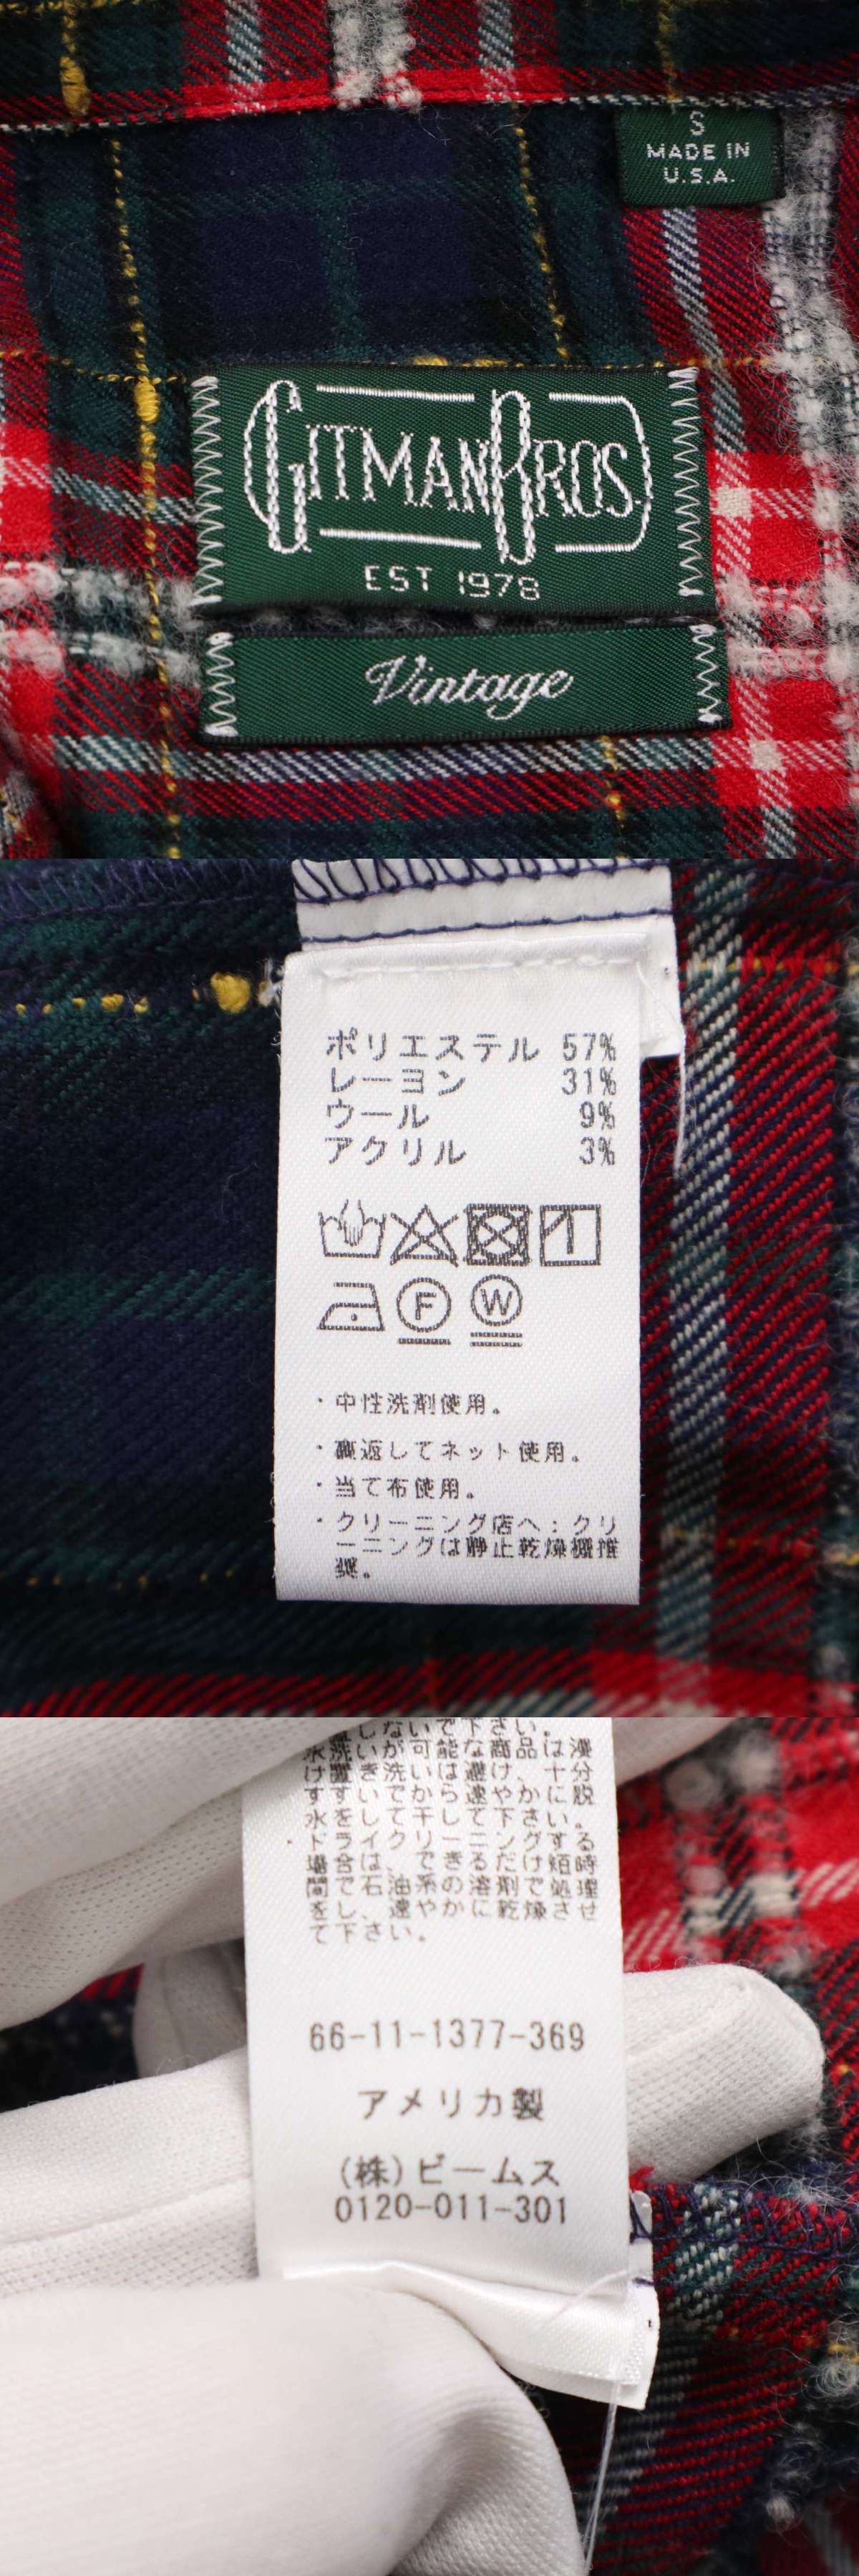 S
MADE IN
U.S.A.
GITMAN BROS.
EST 1978
Vintage
ポリエステル 57%
レーヨン 31%
ウール 9%
アクリル 3%
F W
・中性洗剤使用。
・裏返してネット使用。
・当て布使用。
・クリーニング店へ：クリ
ーニングは静止乾燥機推
奨。
しないで下さい。
水洗いが可能な商品は漬
け置き洗いは避け、十分脱
水をしてから速やかに
干して下さい。
・ドライクリーニングする
場合は、できるだけ短時
間で石油系の溶剤で処理
をし、速やかに乾燥させ
て下さい。
66-11-1377-369
アメリカ製
(株)ビームス
0120-011-301